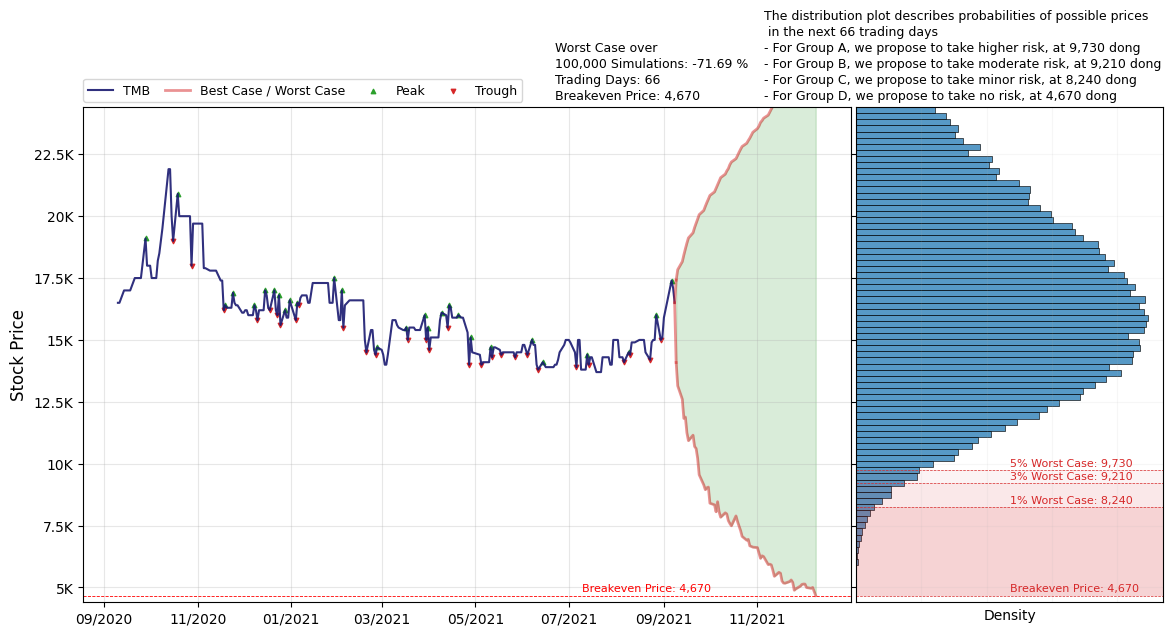 The distribution plot describes probabilities of possible prices
in the next 66 trading days
- For Group A, we propose to take higher risk, at 9,730 dong
- For Group B, we propose to take moderate risk, at 9,210 dong
- For Group C, we propose to take minor risk, at 8,240 dong
- For Group D, we propose to take no risk, at 4,670 dong
Worst Case over
100,000 Simulations: -71.69 %
Trading Days: 66
Breakeven Price: 4,670
TMB
Best Case / Worst Case
Peak
Trough
Stock Price
22.5K
20K
17.5K
15K
12.5K
10K
7.5K
5K
Breakeven Price: 4,670
09/2020
11/2020
01/2021
03/2021
05/2021
07/2021
09/2021
11/2021
5% Worst Case: 9,730
3% Worst Case: 9,210
1% Worst Case: 8,240
Breakeven Price: 4,670
Density